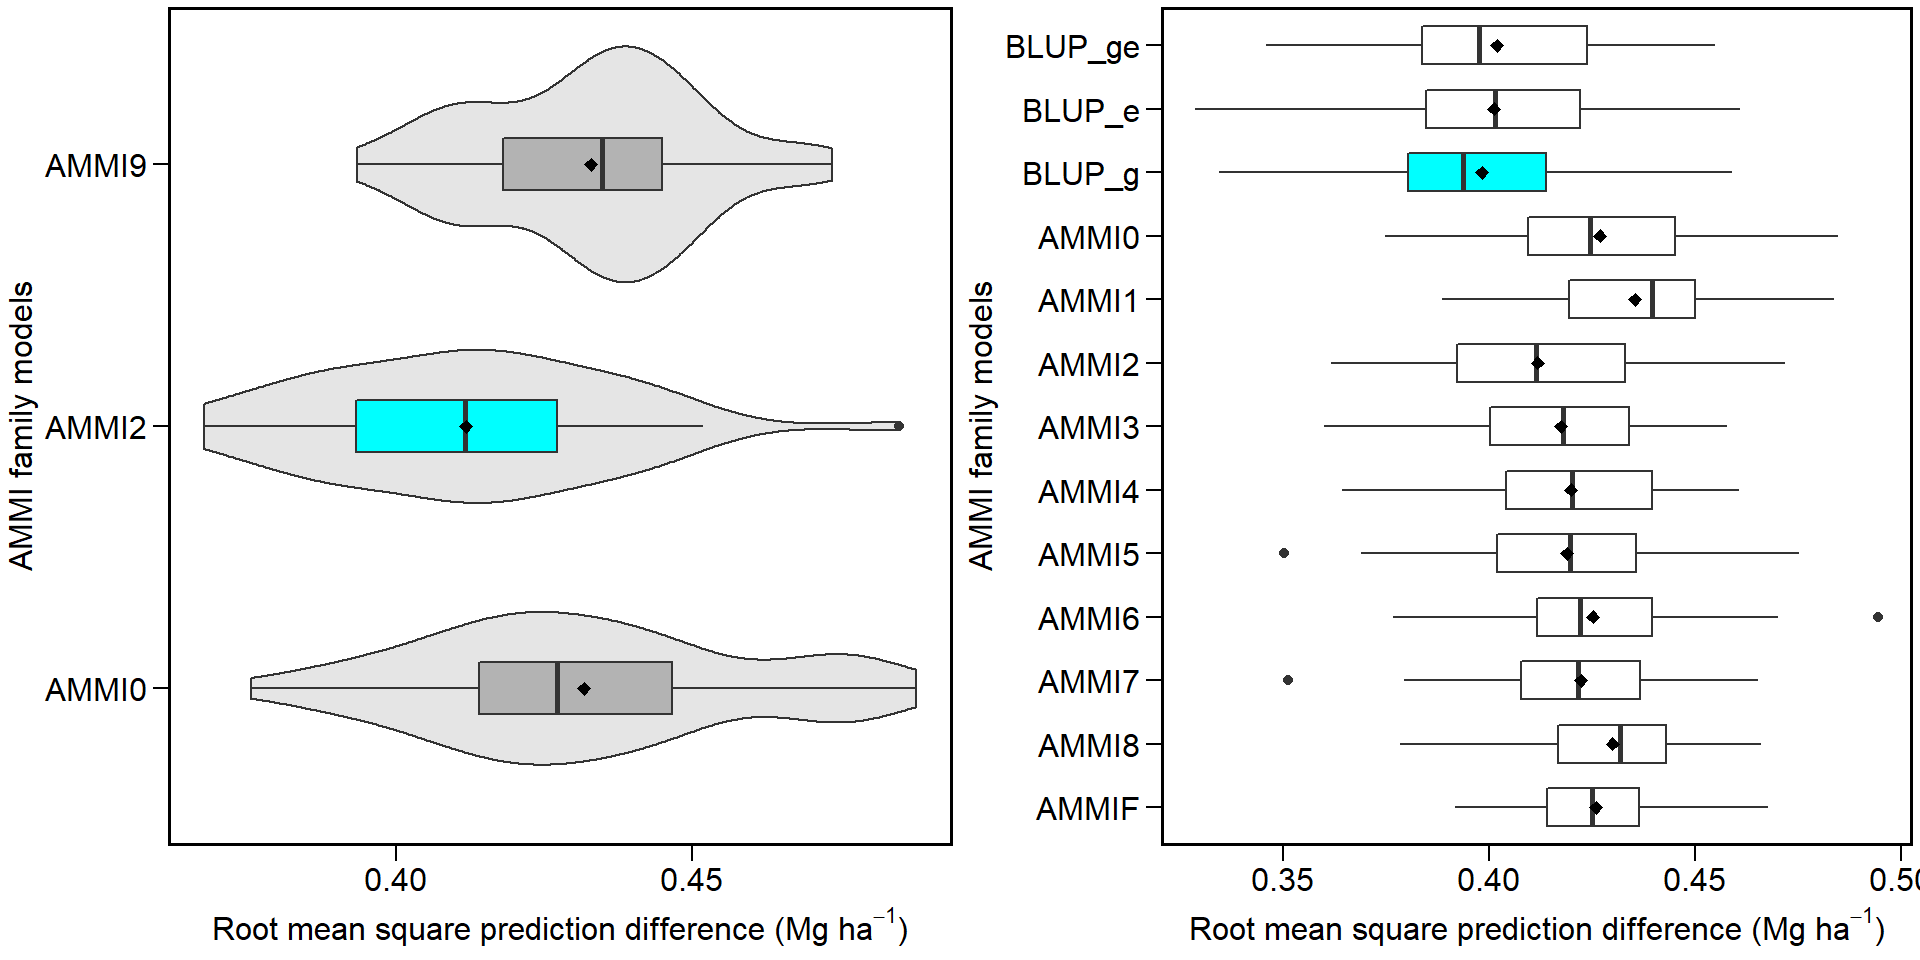 AMMI family models
AMMI9
AMMI2
AMMI0
0.40
0.45
Root mean square prediction difference (Mg ha⁻¹)
AMMI family models
BLUP_ge
BLUP_e
BLUP_g
AMMI0
AMMI1
AMMI2
AMMI3
AMMI4
AMMI5
AMMI6
AMMI7
AMMI8
AMMIF
0.35
0.40
0.45
0.50
Root mean square prediction difference (Mg ha⁻¹)